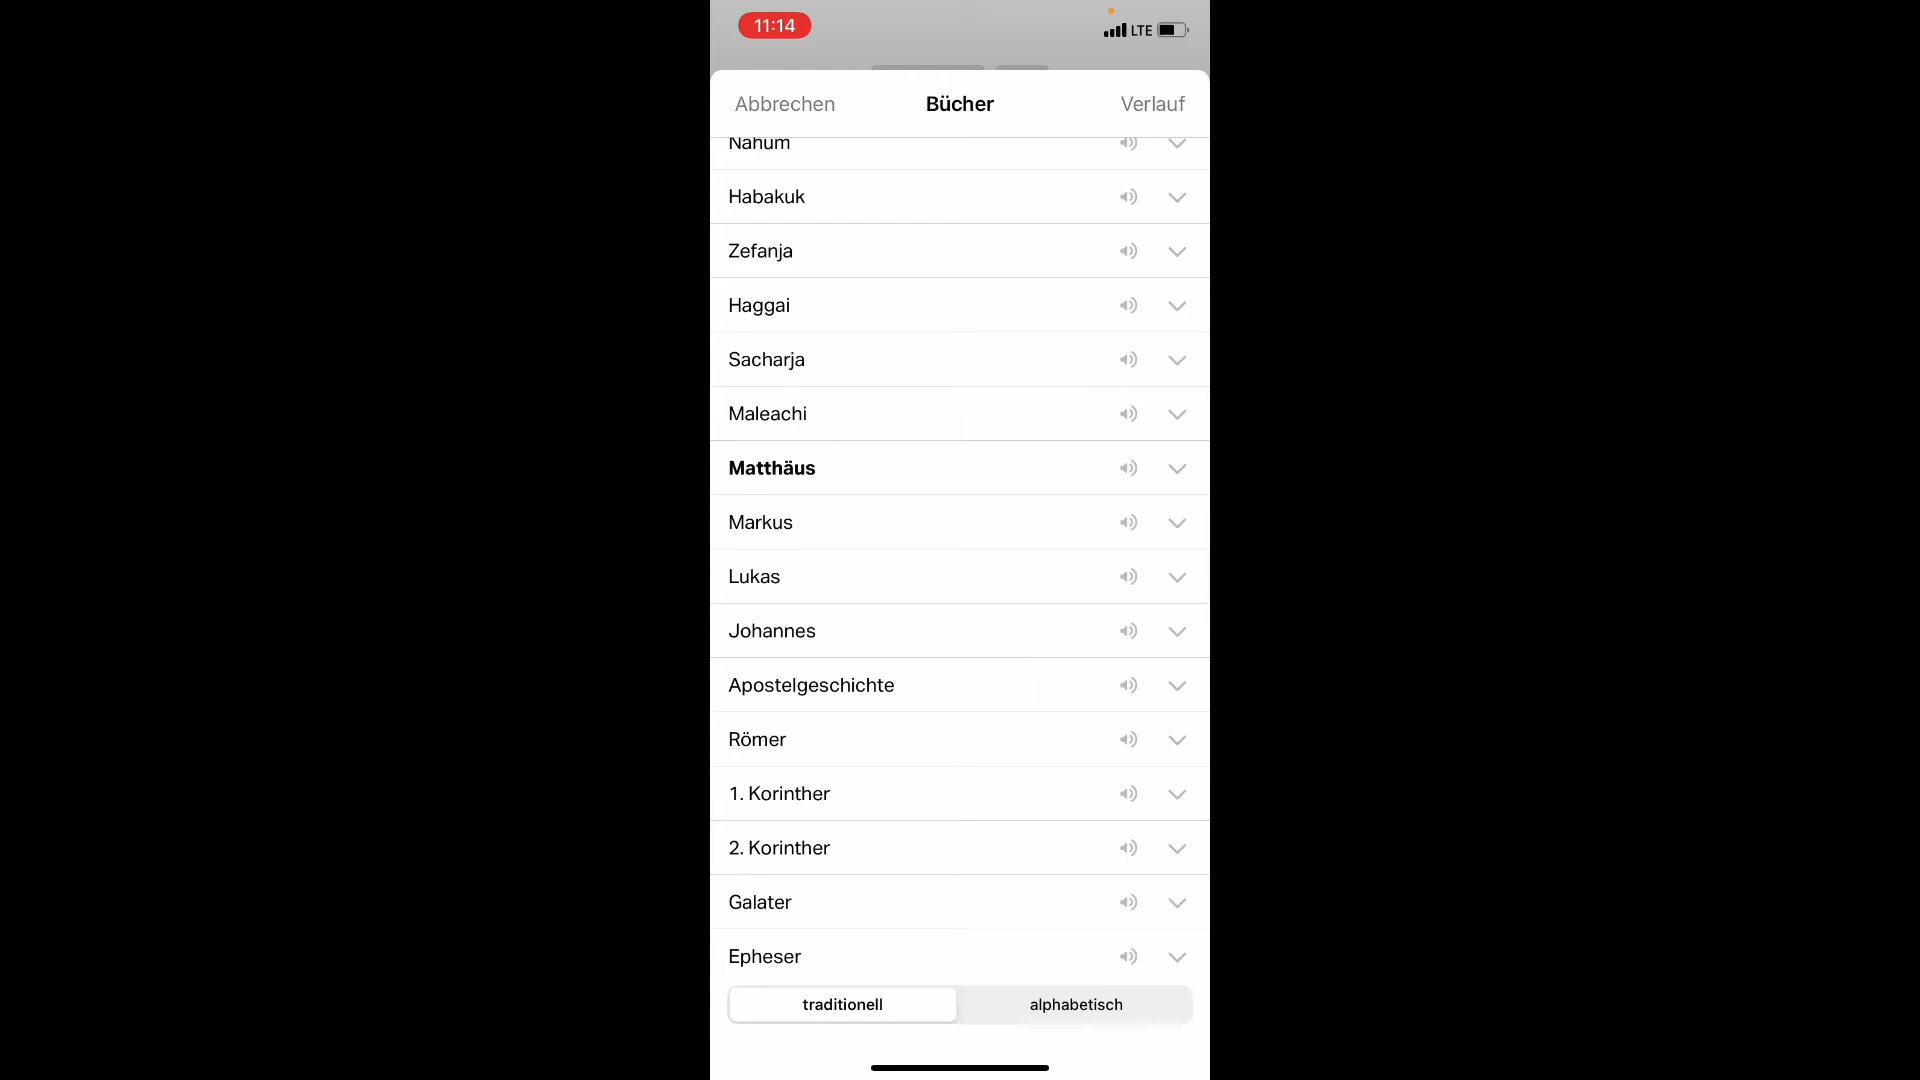 11:14
LTE
Abbrechen Bücher Verlauf
Nahum
Habakuk
Zefanja
Haggai
Sacharja
Maleachi
Matthäus
Markus
Lukas
Johannes
Apostelgeschichte
Römer
1. Korinther
2. Korinther
Galater
Epheser
traditionell alphabetisch